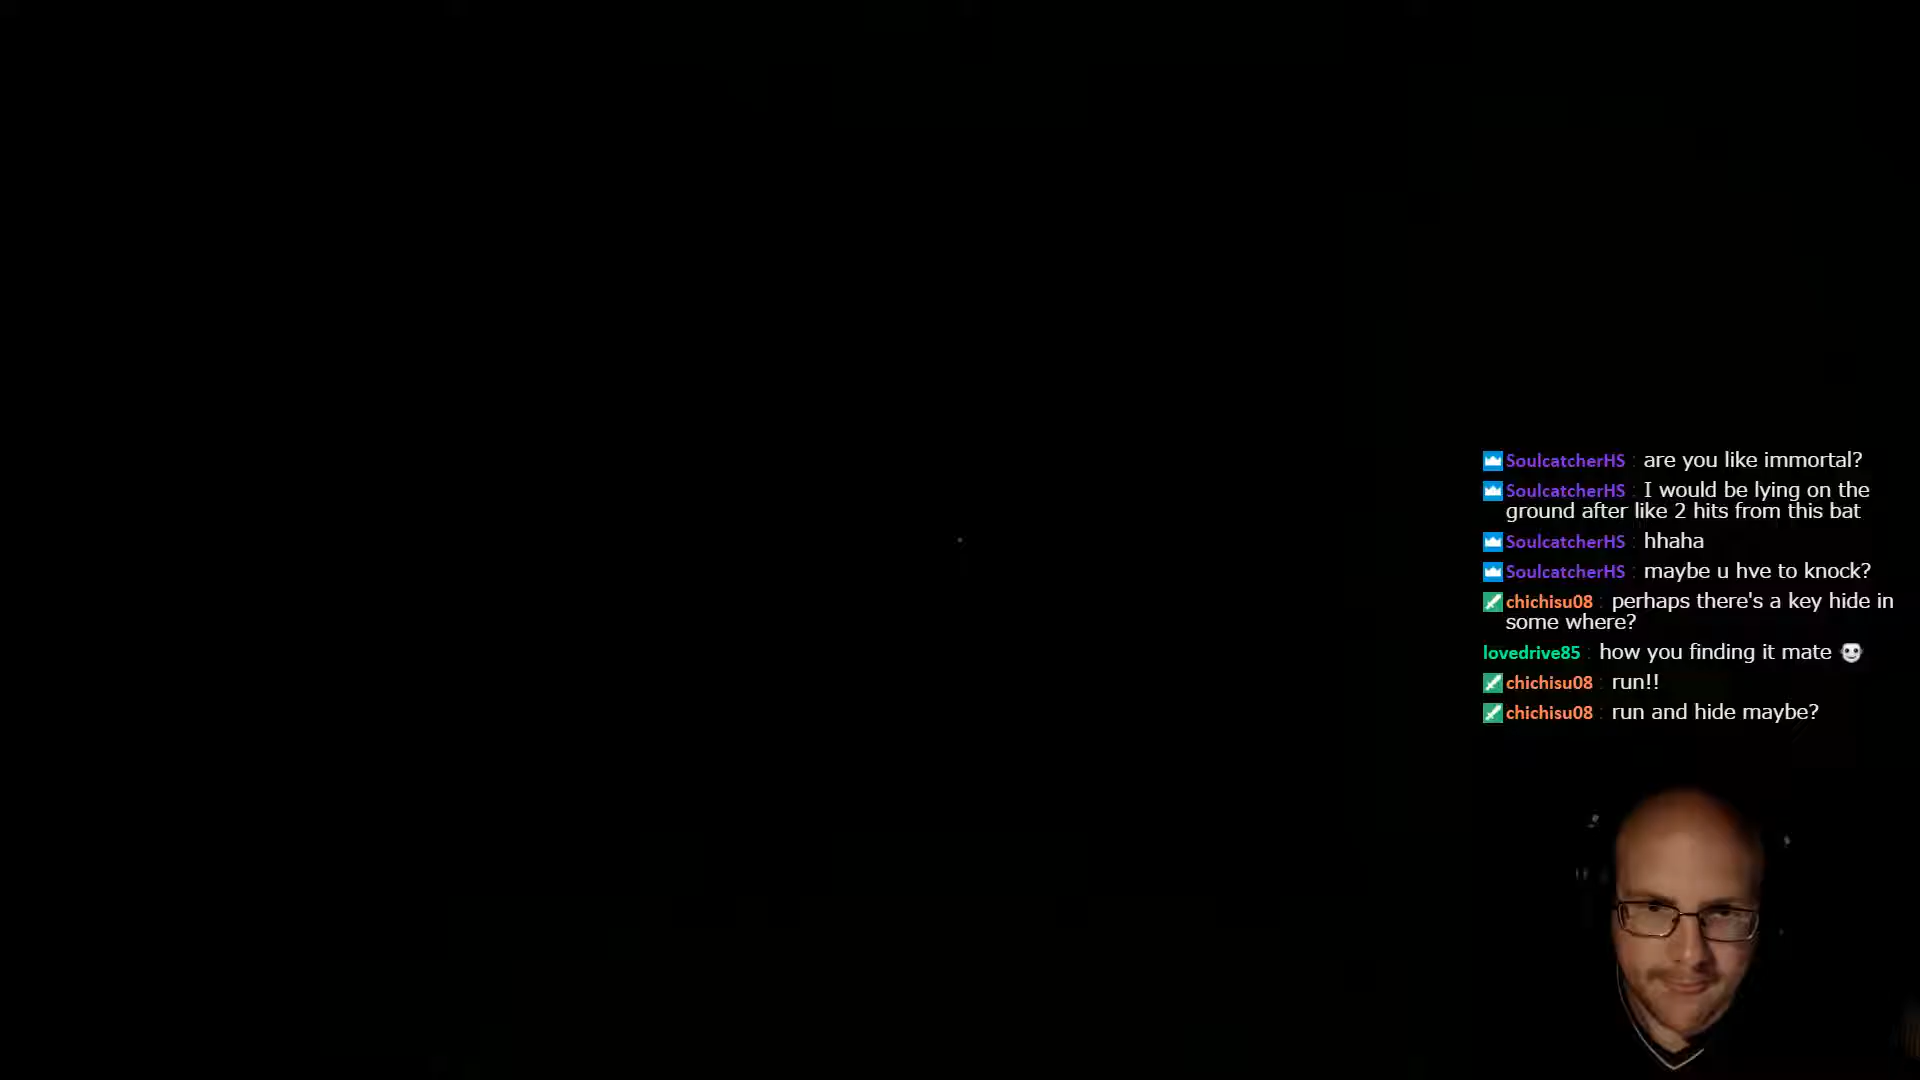 SoulcatcherHS : are you like immortal?
SoulcatcherHS : I would be lying on the
ground after like 2 hits from this bat
SoulcatcherHS : hhaha
SoulcatcherHS : maybe u hve to knock?
chichisu08 : perhaps there's a key hide in
some where?
lovedrive85 : how you finding it mate
chichisu08 : run!!
chichisu08 : run and hide maybe?